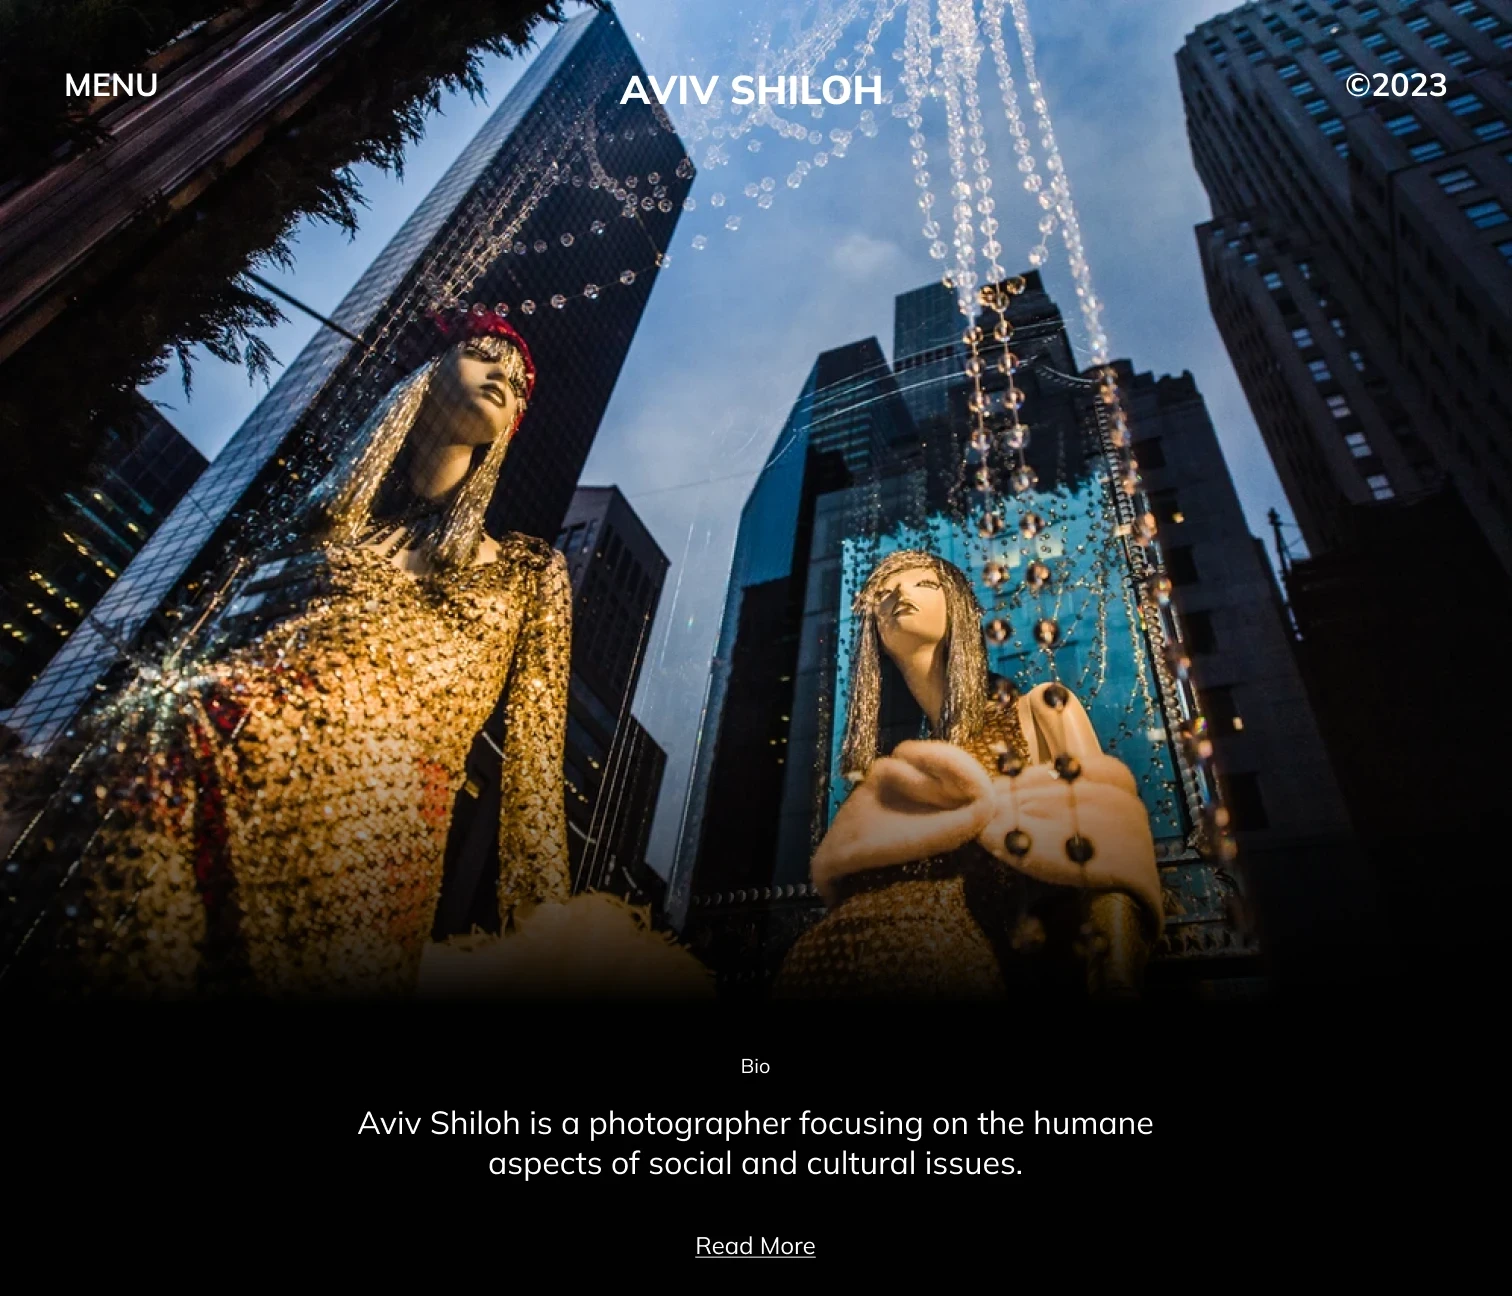 MENU
AVIV SHILOH
©2023
Bio
Aviv Shiloh is a photographer focusing on the humane
aspects of social and cultural issues.
Read More